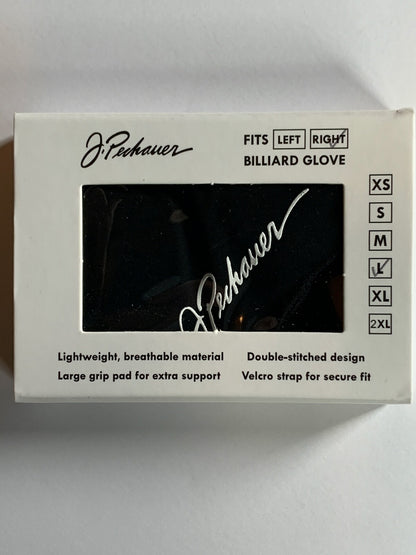 J. Pechauer
FITS LEFT RIGHT
BILLIARD GLOVE
XS
S
M
L
XL
2XL
J. Pechauer
Lightweight, breathable material Double-stitched design
Large grip pad for extra support Velcro strap for secure fit